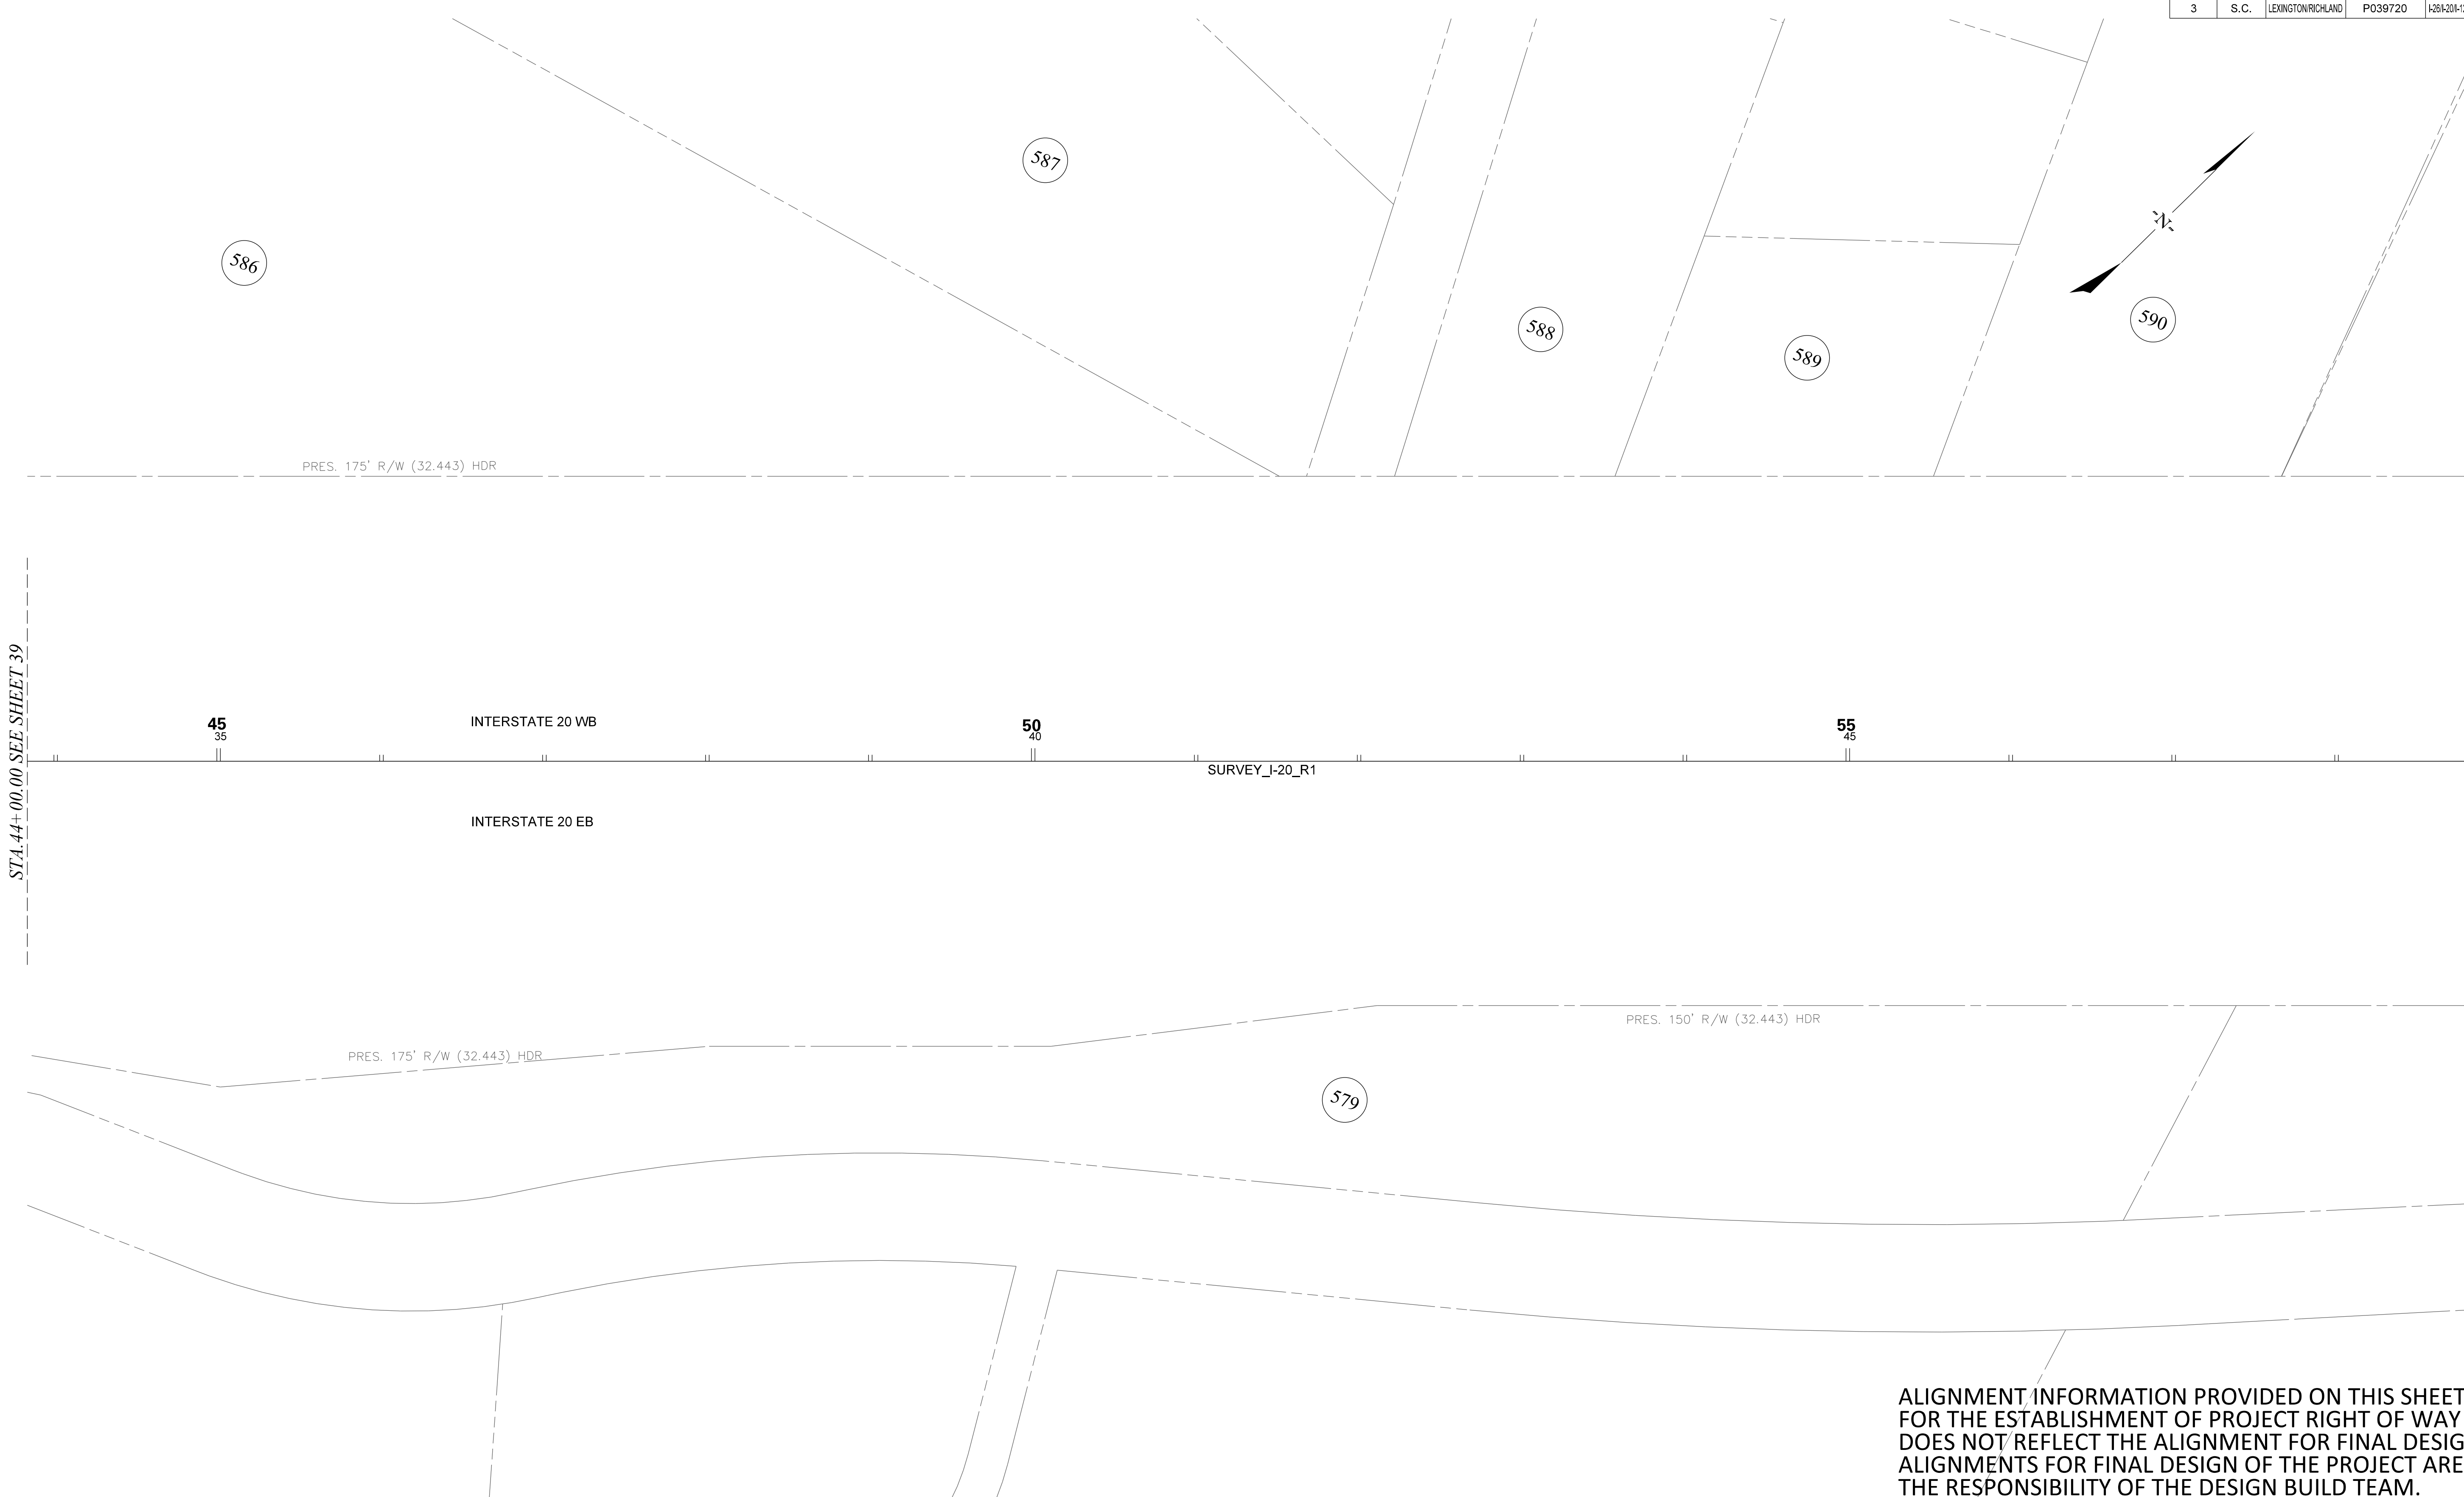 3 S.C. LEXINGTON/RICHLAND P039720
587
586
-N-
590
588
589
PRES. 175' R/W (32.443) HDR
STA.44+00.00 SEE SHEET 39
45
35
INTERSTATE 20 WB
50
40
55
45
SURVEY_I-20_R1
INTERSTATE 20 EB
PRES. 150' R/W (32.443) HDR
PRES. 175' R/W (32.443) HDR
579
ALIGNMENT INFORMATION PROVIDED ON THIS SHEET
FOR THE ESTABLISHMENT OF PROJECT RIGHT OF WAY
DOES NOT REFLECT THE ALIGNMENT FOR FINAL DESIG
ALIGNMENTS FOR FINAL DESIGN OF THE PROJECT ARE
THE RESPONSIBILITY OF THE DESIGN BUILD TEAM.